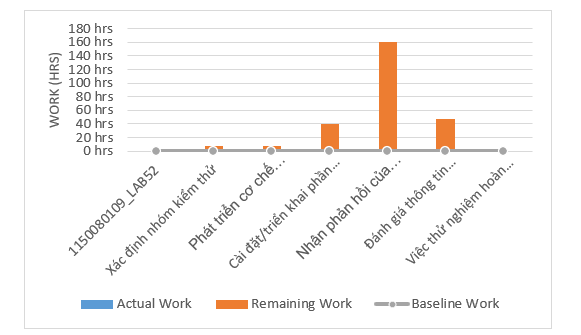 180 hrs
160 hrs
140 hrs
120 hrs
100 hrs
80 hrs
60 hrs
40 hrs
20 hrs
0 hrs
WORK (HRS)
1150080109_LAB52
Xác định nhóm kiểm thử
Phát triển cơ chế...
Cài đặt/triển khai phần...
Nhận phản hồi của...
Đánh giá thông tin...
Việc thử nghiệm hoàn...
Actual Work
Remaining Work
Baseline Work